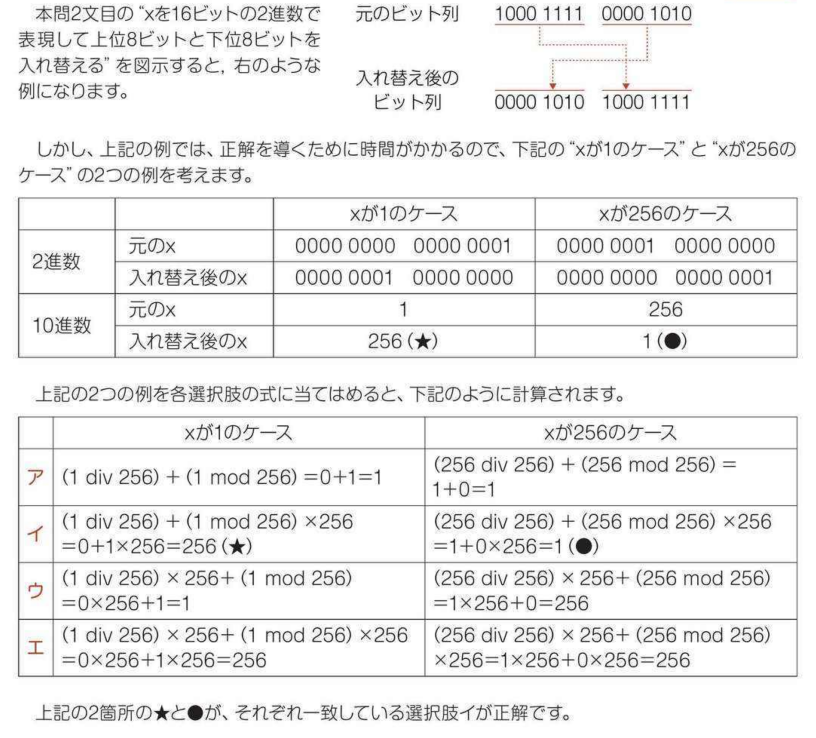 本問2文目の“xを16ビットの2進数で
表現して上位8ビットと下位8ビットを
入れ替える”を図示すると，右のような
例になります。
元のビット列 1000 1111 0000 1010
入れ替え後の
ビット列 0000 1010 1000 1111
しかし、上記の例では、正解を導くために時間がかかるので、下記の“xが1のケース”と“xが256の
ケース”の2つの例を考えます。
xが1のケース xが256のケース
2進数 元のx 0000 0000 0000 0001 0000 0001 0000 0000
入れ替え後のx 0000 0001 0000 0000 0000 0000 0000 0001
10進数 元のx 1 256
入れ替え後のx 256（★） 1（●）
上記の2つの例を各選択肢の式に当てはめると、下記のように計算されます。
xが1のケース xが256のケース
ア (1 div 256) + (1 mod 256) =0+1=1 (256 div 256) + (256 mod 256) =
1+0=1
イ (1 div 256) + (1 mod 256) ×256 (256 div 256) + (256 mod 256) ×256
=0+1×256=256（★） =1+0×256=1（●）
ウ (1 div 256) × 256+ (1 mod 256) (256 div 256) × 256+ (256 mod 256)
=0×256+1=1 =1×256+0=256
エ (1 div 256) × 256+ (1 mod 256) ×256 (256 div 256) × 256+ (256 mod 256)
=0×256+1×256=256 ×256=1×256+0×256=256
上記の2箇所の★と●が、それぞれ一致している選択肢イが正解です。